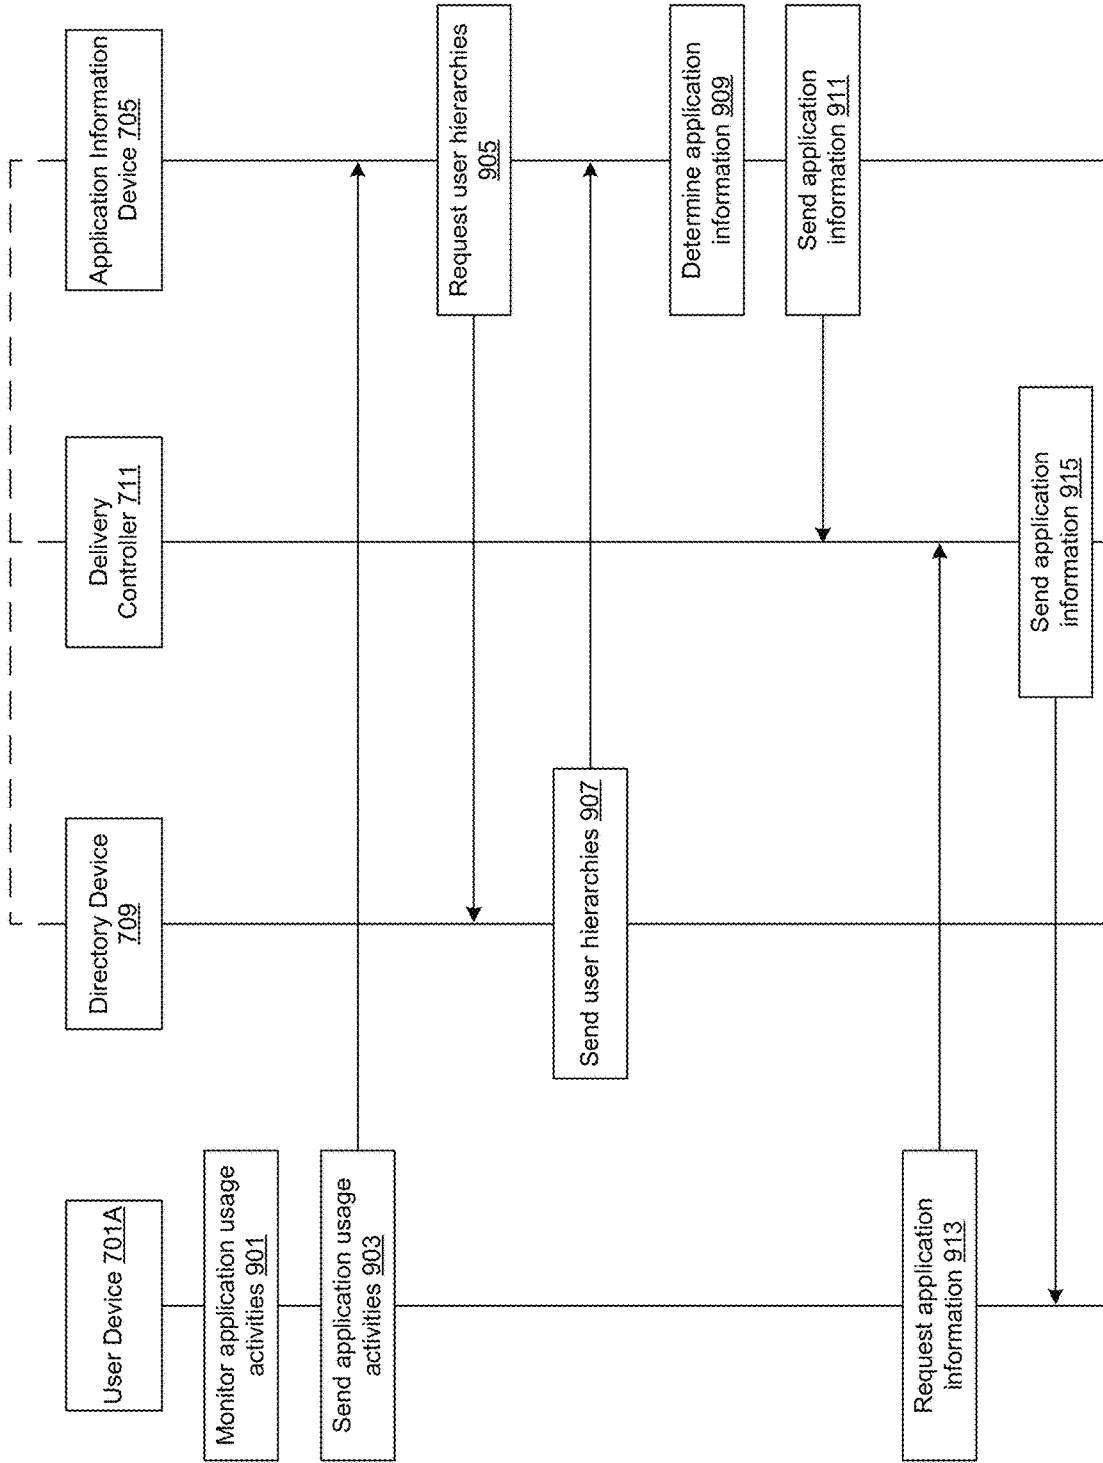 User Device 701A
Directory Device
709
Delivery
Controller 711
Application Information
Device 705
Monitor application usage
activities 901
Send application usage
activities 903
Request user hierarchies
905
Send user hierarchies 907
Determine application
information 909
Send application
information 911
Request application
information 913
Send application
information 915